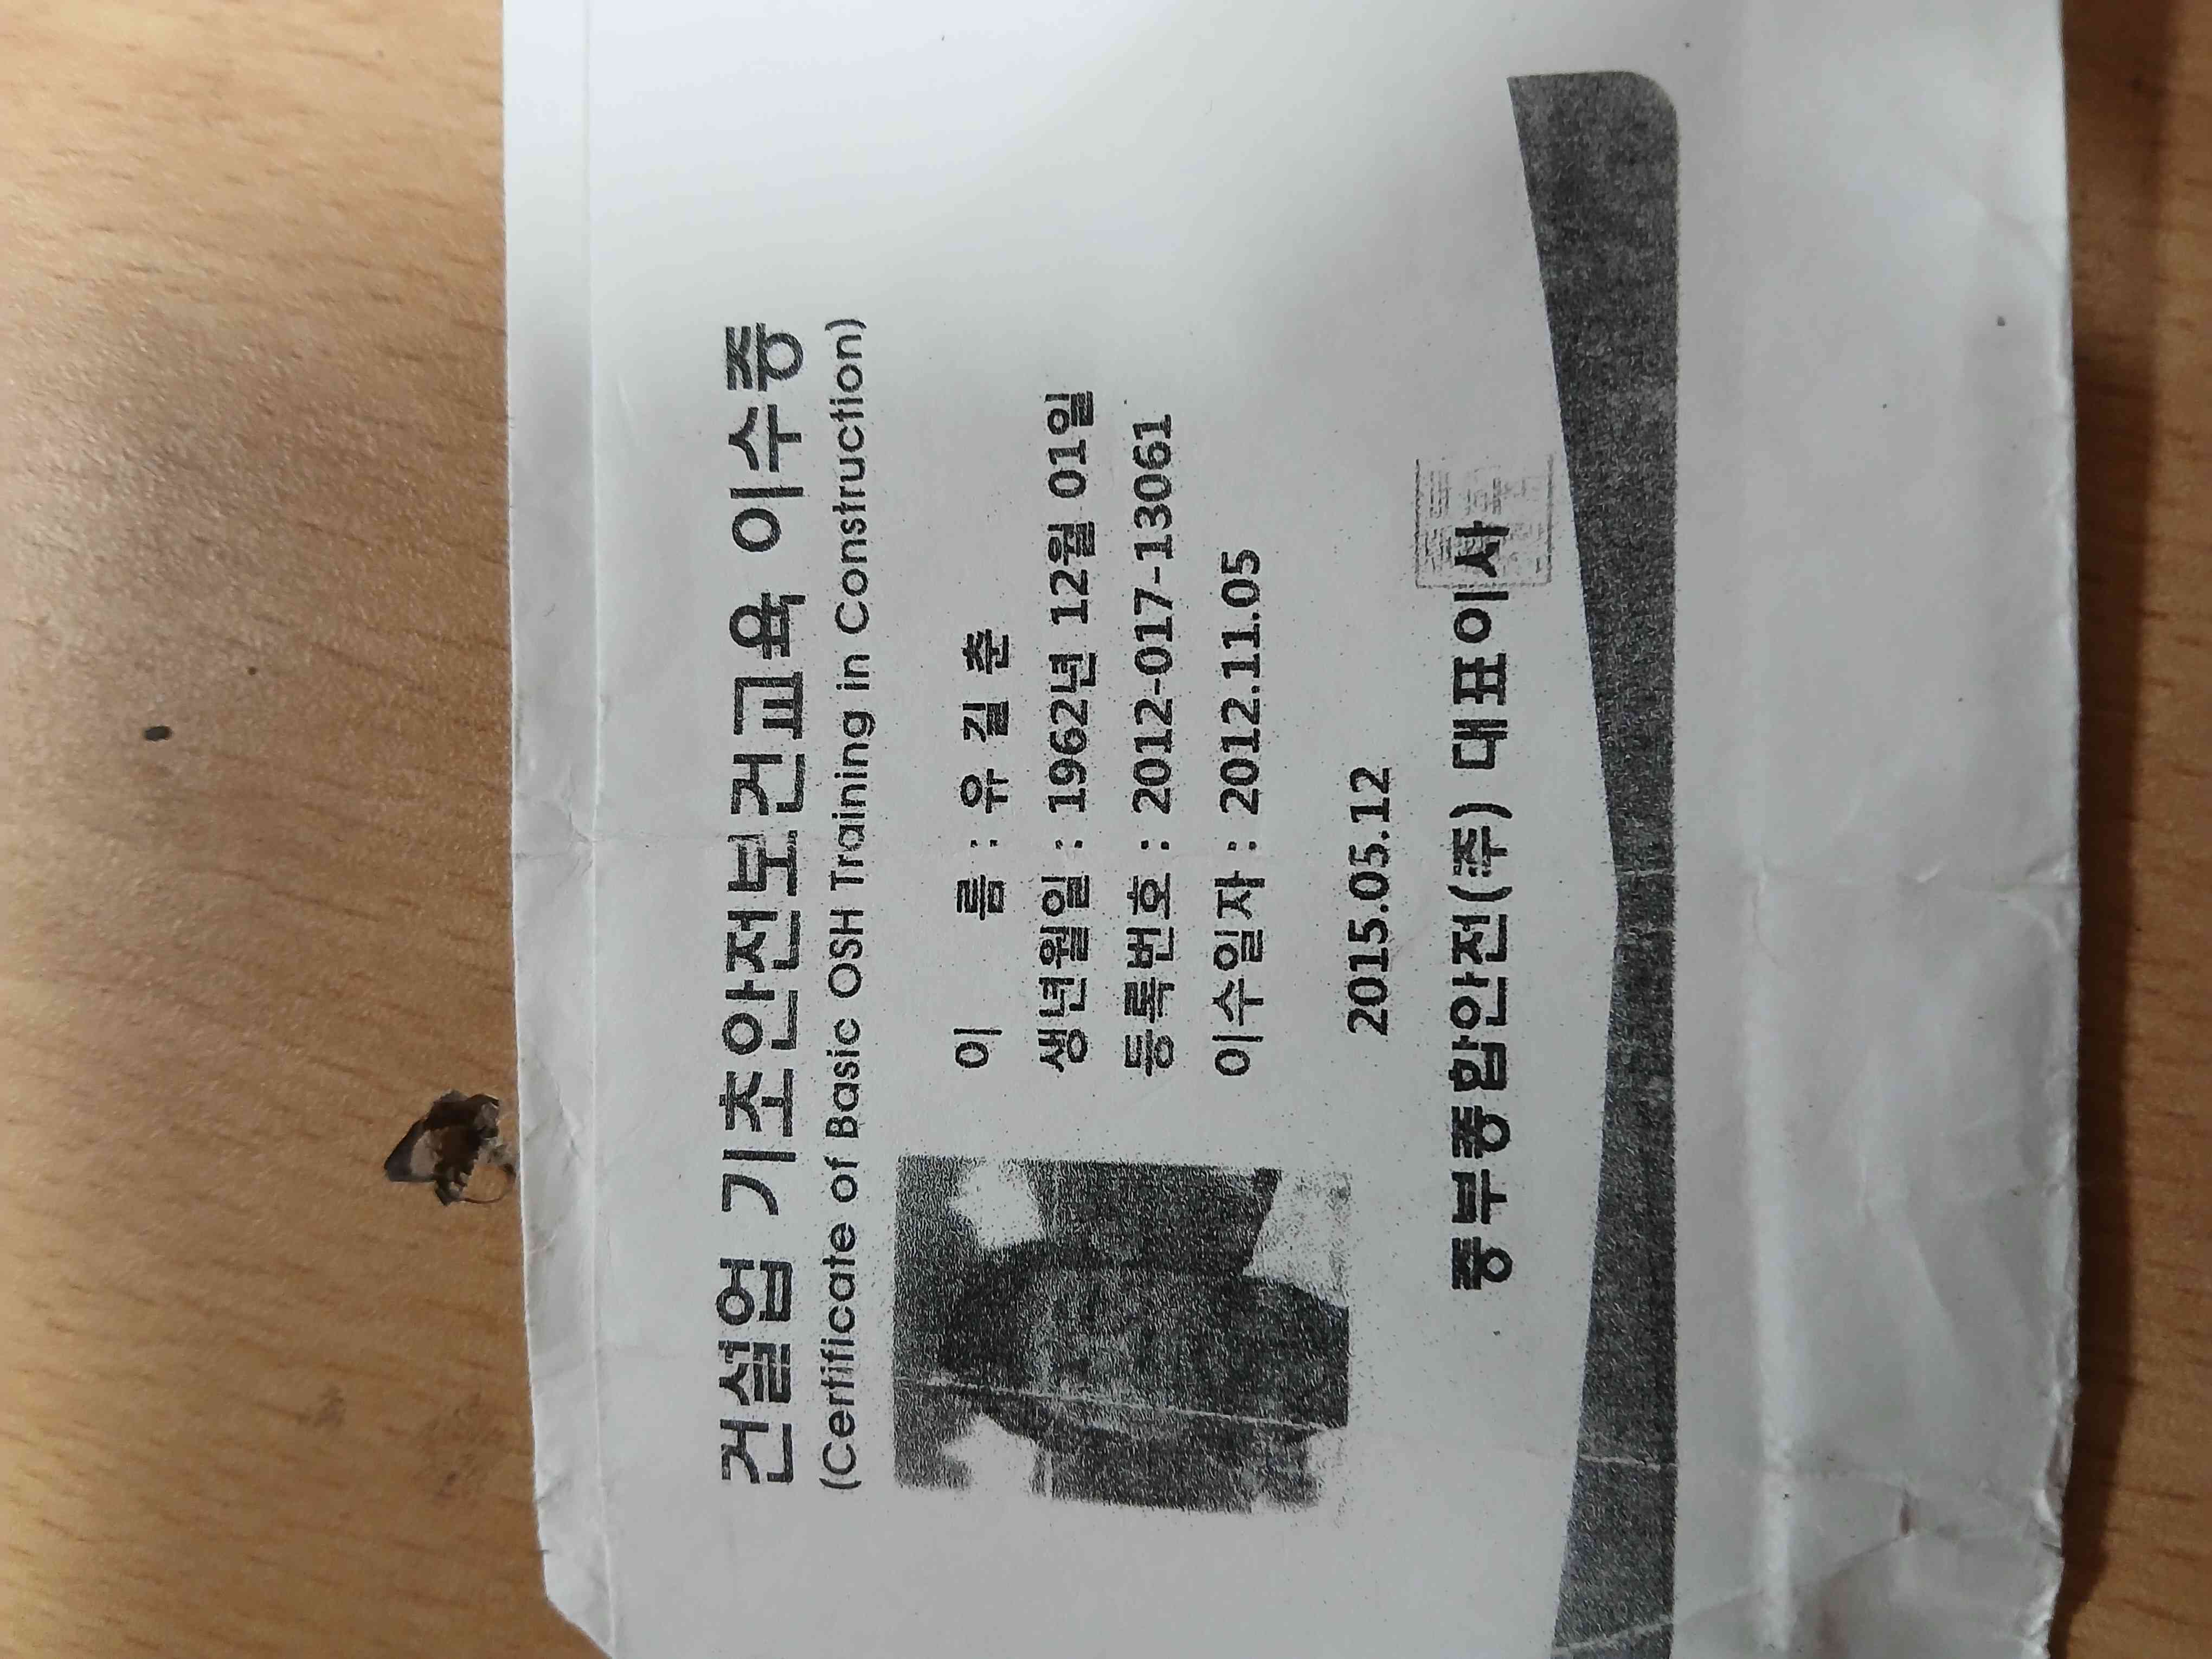 건설업 기초안전보건교육 이수증
(Certificate of Basic OSH Training in Construction)
이 름 : 유 길 춘
생년월일 : 1962년 12월 01일
등록번호 : 2012-017-13061
이수일자 : 2012.11.05
2015.05.12
중부종합안전(주) 대표이사